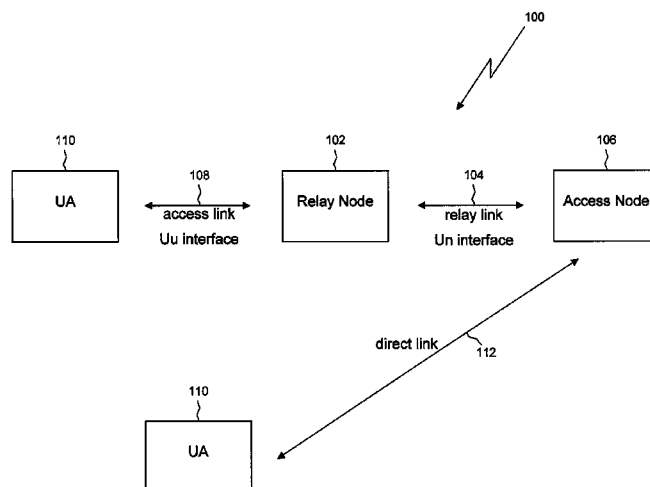 100
110
102
106
UA
108
access link
Uu interface
Relay Node
104
relay link
Un interface
Access Node
direct link
112
110
UA